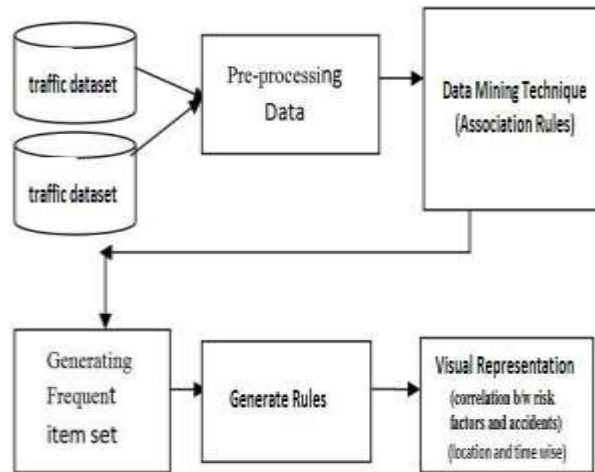 traffic dataset
traffic dataset
Pre-processing
Data
Data Mining Technique
(Association Rules)
Generating
Frequent
item set
Generate Rules
Visual Representation
(correlation b/w risk
factors and accidents)
(location and time wise)